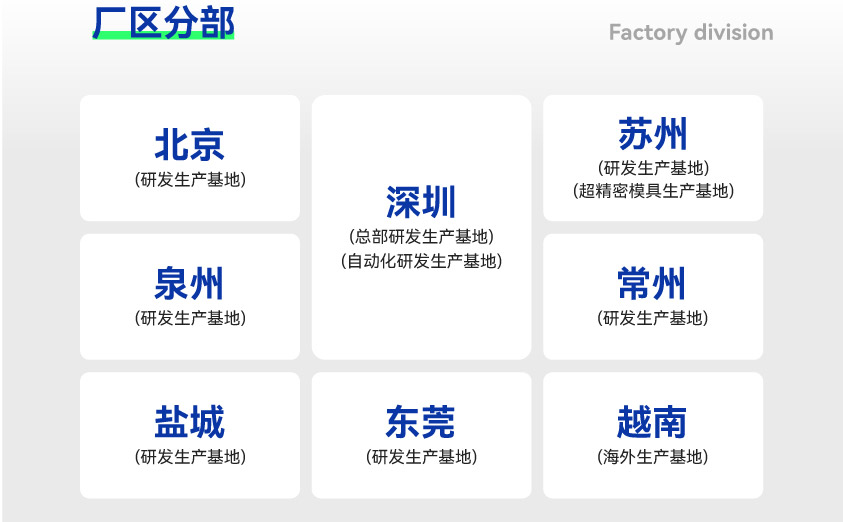 厂区分部
Factory division
北京
(研发生产基地)
深圳
(总部研发生产基地)
(自动化研发生产基地)
苏州
(研发生产基地)
(超精密模具生产基地)
泉州
(研发生产基地)
常州
(研发生产基地)
盐城
(研发生产基地)
东莞
(研发生产基地)
越南
(海外生产基地)